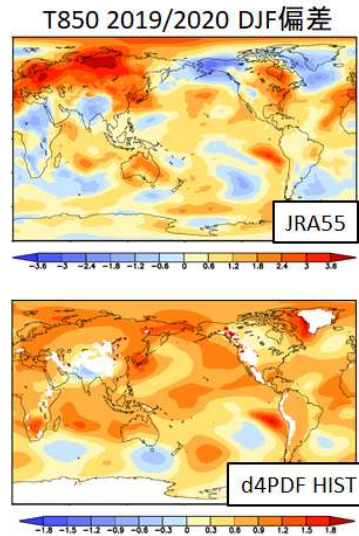 T850 2019/2020 DJF偏差
JRA55
-3.6 -3 -2.4 -1.8 -1.2 -0.6 0 0.6 1.2 1.8 2.4 3 3.6
d4PDF HIST
-1.8 -1.5 -1.2 -0.9 -0.6 -0.3 0 0.3 0.6 0.9 1.2 1.5 1.8